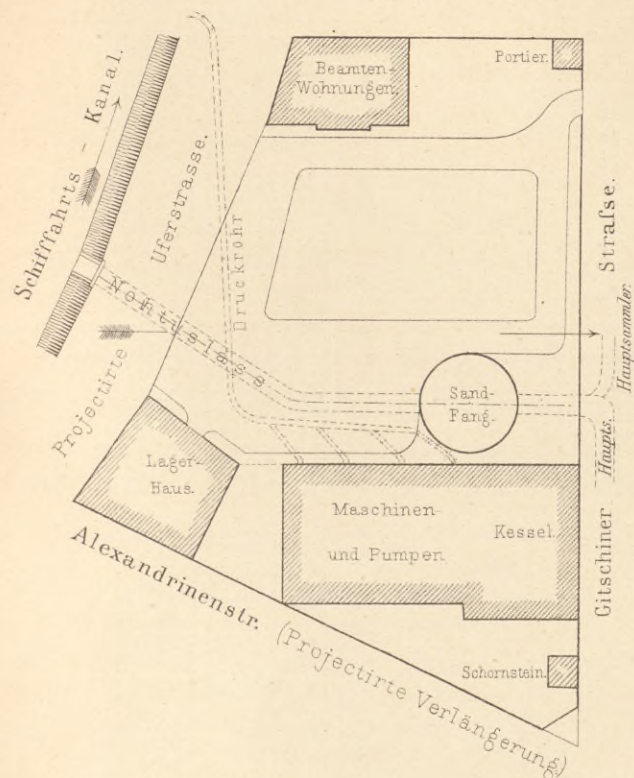 Beamten-
Wohnungen.
Portier.
Schifffahrts - Kanal.
Uferstrasse.
Projectirte
Druckrohr
Nohtauslass
Sand-
Fang.
Gitschiner Straſse.
Haupts.
Hauptsammler.
Lager-
Haus.
Maschinen-
und Pumpen.
Kessel.
Schornstein.
Alexandrinenstr. (Projectirte Verlängerung)